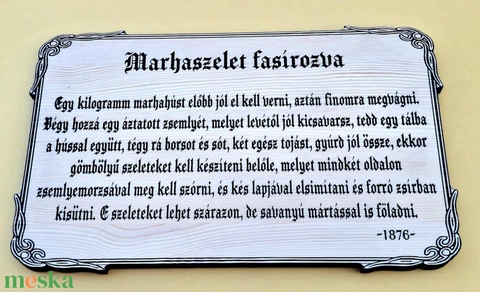 Marhaszelet fasírozva
Egy kilogramm marhahúst előbb jól el kell verni, aztán finomra megvágni.
Végy hozzá egy áztatott zsemlyét, melyet levétől jól kicsavarsz, tedd egy tálba
a hússal együtt, tégy rá borsot és sót, két egész tojást, gyúrd jól össze, ekkor
gömbölyű szeleteket kell készíteni belőle, melyet mindkét oldalon
zsemlyemorzsával meg kell szórni, és kés lapjával elsimítani és forró zsírban
kisütni. E szeleteket lehet szárazon, de savanyú mártással is föladni.
~1876~
meska